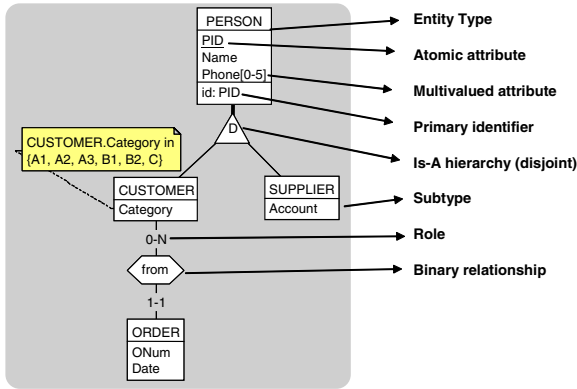 PERSON
PID
Name
Phone[0-5]
id: PID
D
CUSTOMER.Category in
{A1, A2, A3, B1, B2, C}
CUSTOMER
Category
SUPPLIER
Account
0-N
from
1-1
ORDER
ONum
Date
Entity Type
Atomic attribute
Multivalued attribute
Primary identifier
Is-A hierarchy (disjoint)
Subtype
Role
Binary relationship